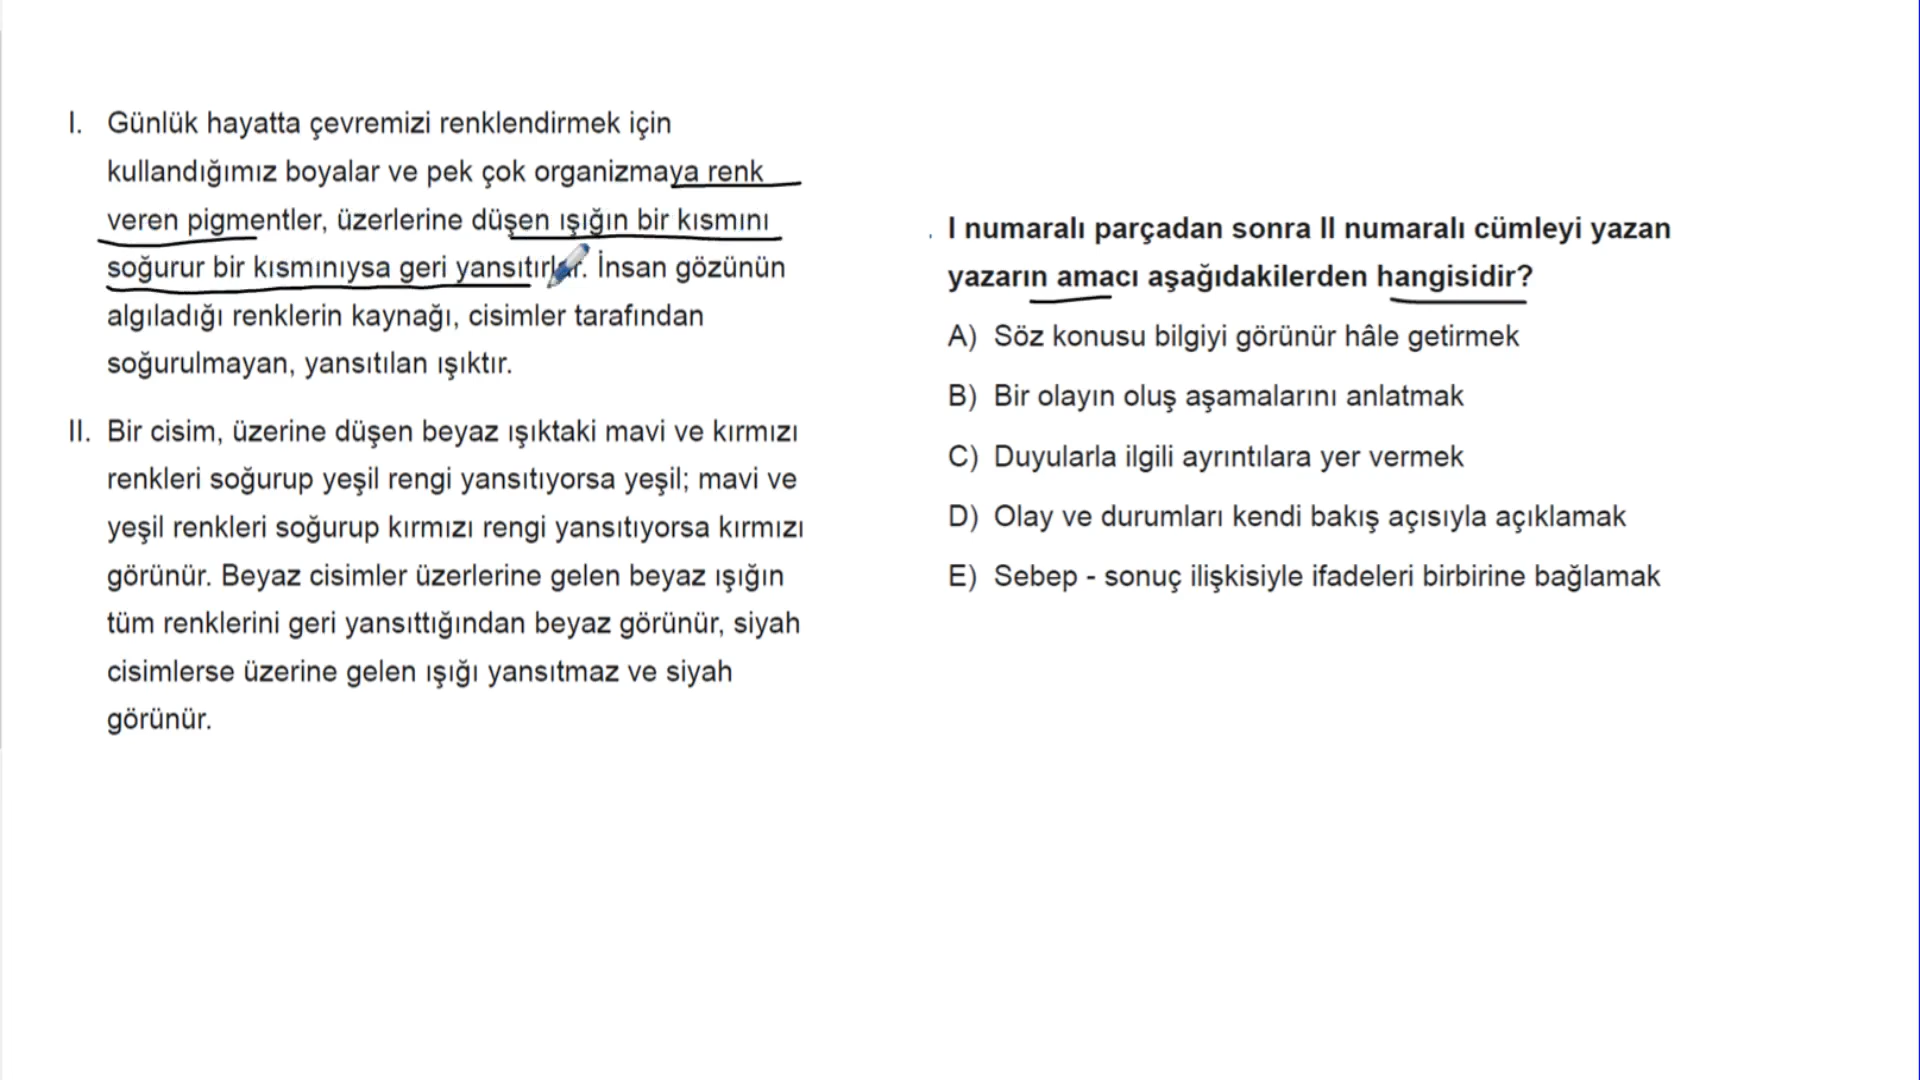 I. Günlük hayatta çevremizi renklendirmek için
kullandığımız boyalar ve pek çok organizmaya renk
veren pigmentler, üzerlerine düşen ışığın bir kısmını
soğurur bir kısmınıysa geri yansıtırlar. İnsan gözünün
algıladığı renklerin kaynağı, cisimler tarafından
soğurulmayan, yansıtılan ışıktır.
II. Bir cisim, üzerine düşen beyaz ışıktaki mavi ve kırmızı
renkleri soğurup yeşil rengi yansıtıyorsa yeşil; mavi ve
yeşil renkleri soğurup kırmızı rengi yansıtıyorsa kırmızı
görünür. Beyaz cisimler üzerlerine gelen beyaz ışığın
tüm renklerini geri yansıttığından beyaz görünür, siyah
cisimlerse üzerine gelen ışığı yansıtmaz ve siyah
görünür.
I numaralı parçadan sonra II numaralı cümleyi yazan
yazarın amacı aşağıdakilerden hangisidir?
A) Söz konusu bilgiyi görünür hâle getirmek
B) Bir olayın oluş aşamalarını anlatmak
C) Duyularla ilgili ayrıntılara yer vermek
D) Olay ve durumları kendi bakış açısıyla açıklamak
E) Sebep - sonuç ilişkisiyle ifadeleri birbirine bağlamak